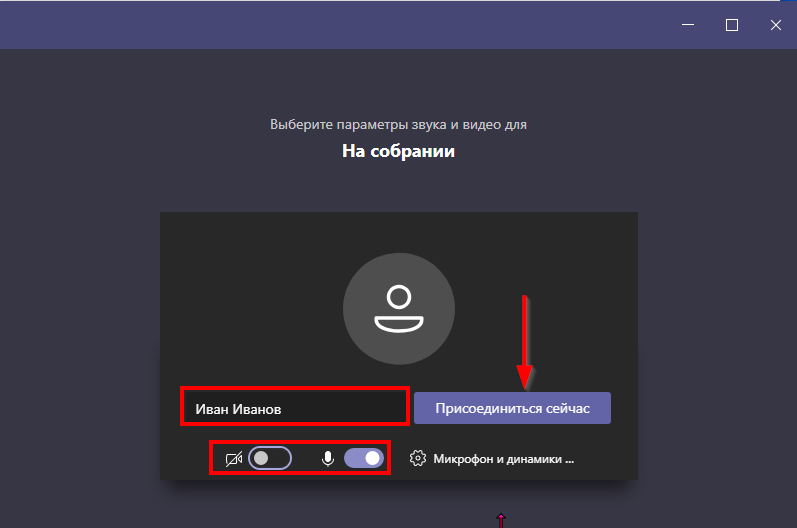 Выберите параметры звука и видео для
На собрании
Иван Иванов
Присоединиться сейчас
Микрофон и динамики ...